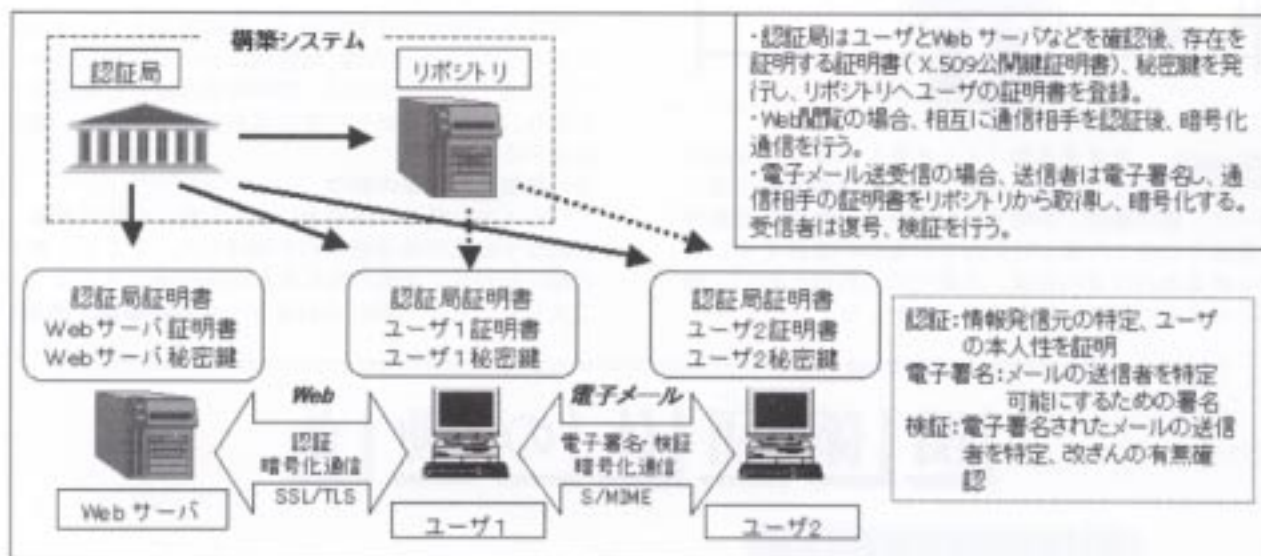 構築システム
認証局
リポジトリ
・認証局はユーザとWeb サーバなどを確認後、存在を
証明する証明書(X.509公開鍵証明書)、秘密鍵を発
行し、リポジトリへユーザの証明書を登録。
・Web閲覧の場合、相互に通信相手を認証後、暗号化
通信を行う。
・電子メール送受信の場合、送信者は電子署名し、通
信相手の証明書をリポジトリから取得し、暗号化する。
受信者は復号、検証を行う。
認証局証明書
Webサーバ証明書
Webサーバ秘密鍵
認証局証明書
ユーザ1証明書
ユーザ1秘密鍵
認証局証明書
ユーザ2証明書
ユーザ2秘密鍵
認証:情報発信元の特定、ユーザ
の本人性を証明
電子署名:メールの送信者を特定
可能にするための署名
検証:電子署名されたメールの送信
者を特定、改ざんの有無確
認
Web
認証
暗号化通信
SSL/TLS
電子メール
電子署名・検証
暗号化通信
S/MIME
Web サーバ
ユーザ1
ユーザ2